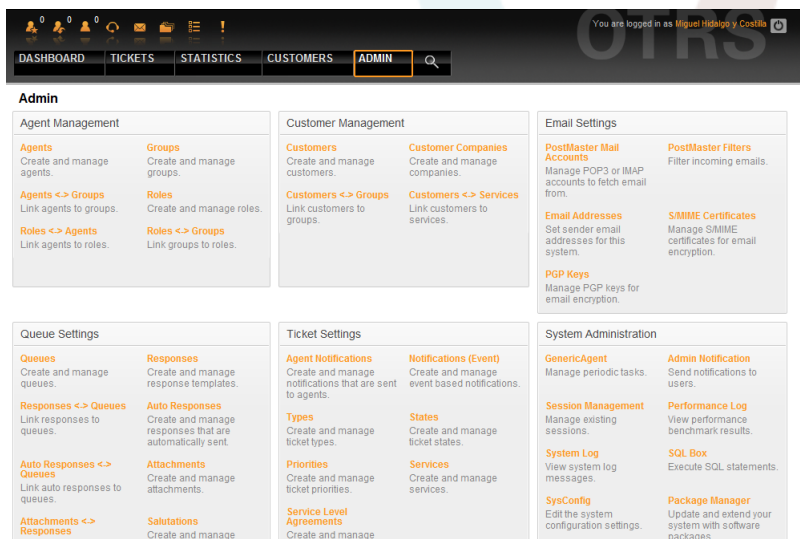 0 0 0
You are logged in as Miguel Hidalgo y Costilla
OTRS
DASHBOARD TICKETS STATISTICS CUSTOMERS ADMIN
Admin
Agent Management
Agents
Create and manage
agents.
Groups
Create and manage
groups.
Agents <-> Groups
Link agents to groups.
Roles
Create and manage roles.
Roles <-> Agents
Link agents to roles.
Roles <-> Groups
Link groups to roles.
Customer Management
Customers
Create and manage
customers.
Customer Companies
Create and manage
companies.
Customers <-> Groups
Link customers to
groups.
Customers <-> Services
Link customers to
services.
Email Settings
PostMaster Mail
Accounts
Manage POP3 or IMAP
accounts to fetch email
from.
PostMaster Filters
Filter incoming emails.
Email Addresses
Set sender email
addresses for this
system.
S/MIME Certificates
Manage S/MIME
certificates for email
encryption.
PGP Keys
Manage PGP keys for
email encryption.
Queue Settings
Queues
Create and manage
queues.
Responses
Create and manage
response templates.
Responses <-> Queues
Link responses to
queues.
Auto Responses
Create and manage
responses that are
automatically sent.
Auto Responses <->
Queues
Link auto responses to
queues.
Attachments
Create and manage
attachments.
Attachments <->
Responses
Salutations
Create and manage
Ticket Settings
Agent Notifications
Create and manage
notifications that are sent
to agents.
Notifications (Event)
Create and manage
event based notifications.
Types
Create and manage
ticket types.
States
Create and manage
ticket states.
Priorities
Create and manage
ticket priorities.
Services
Create and manage
services.
Service Level
Agreements
Create and manage
System Administration
GenericAgent
Manage periodic tasks.
Admin Notification
Send notifications to
users.
Session Management
Manage existing
sessions.
Performance Log
View performance
benchmark results.
System Log
View system log
messages.
SQL Box
Execute SQL statements.
SysConfig
Edit the system
configuration settings.
Package Manager
Update and extend your
system with software
packages.